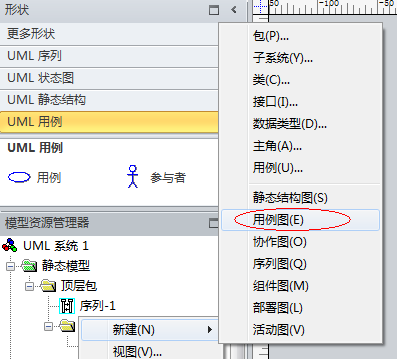 形状
更多形状
UML 序列
UML 状态图
UML 静态结构
UML 用例
UML 用例
用例
参与者
模型资源管理器
UML 系统 1
静态模型
顶层包
序列-1
新建(N)
视图(V)...
-100
-50
包(P)...
子系统(Y)...
类(C)...
接口(I)...
数据类型(D)...
主角(A)...
用例(U)...
静态结构图(S)
用例图(E)
协作图(O)
序列图(Q)
组件图(M)
部署图(L)
活动图(V)